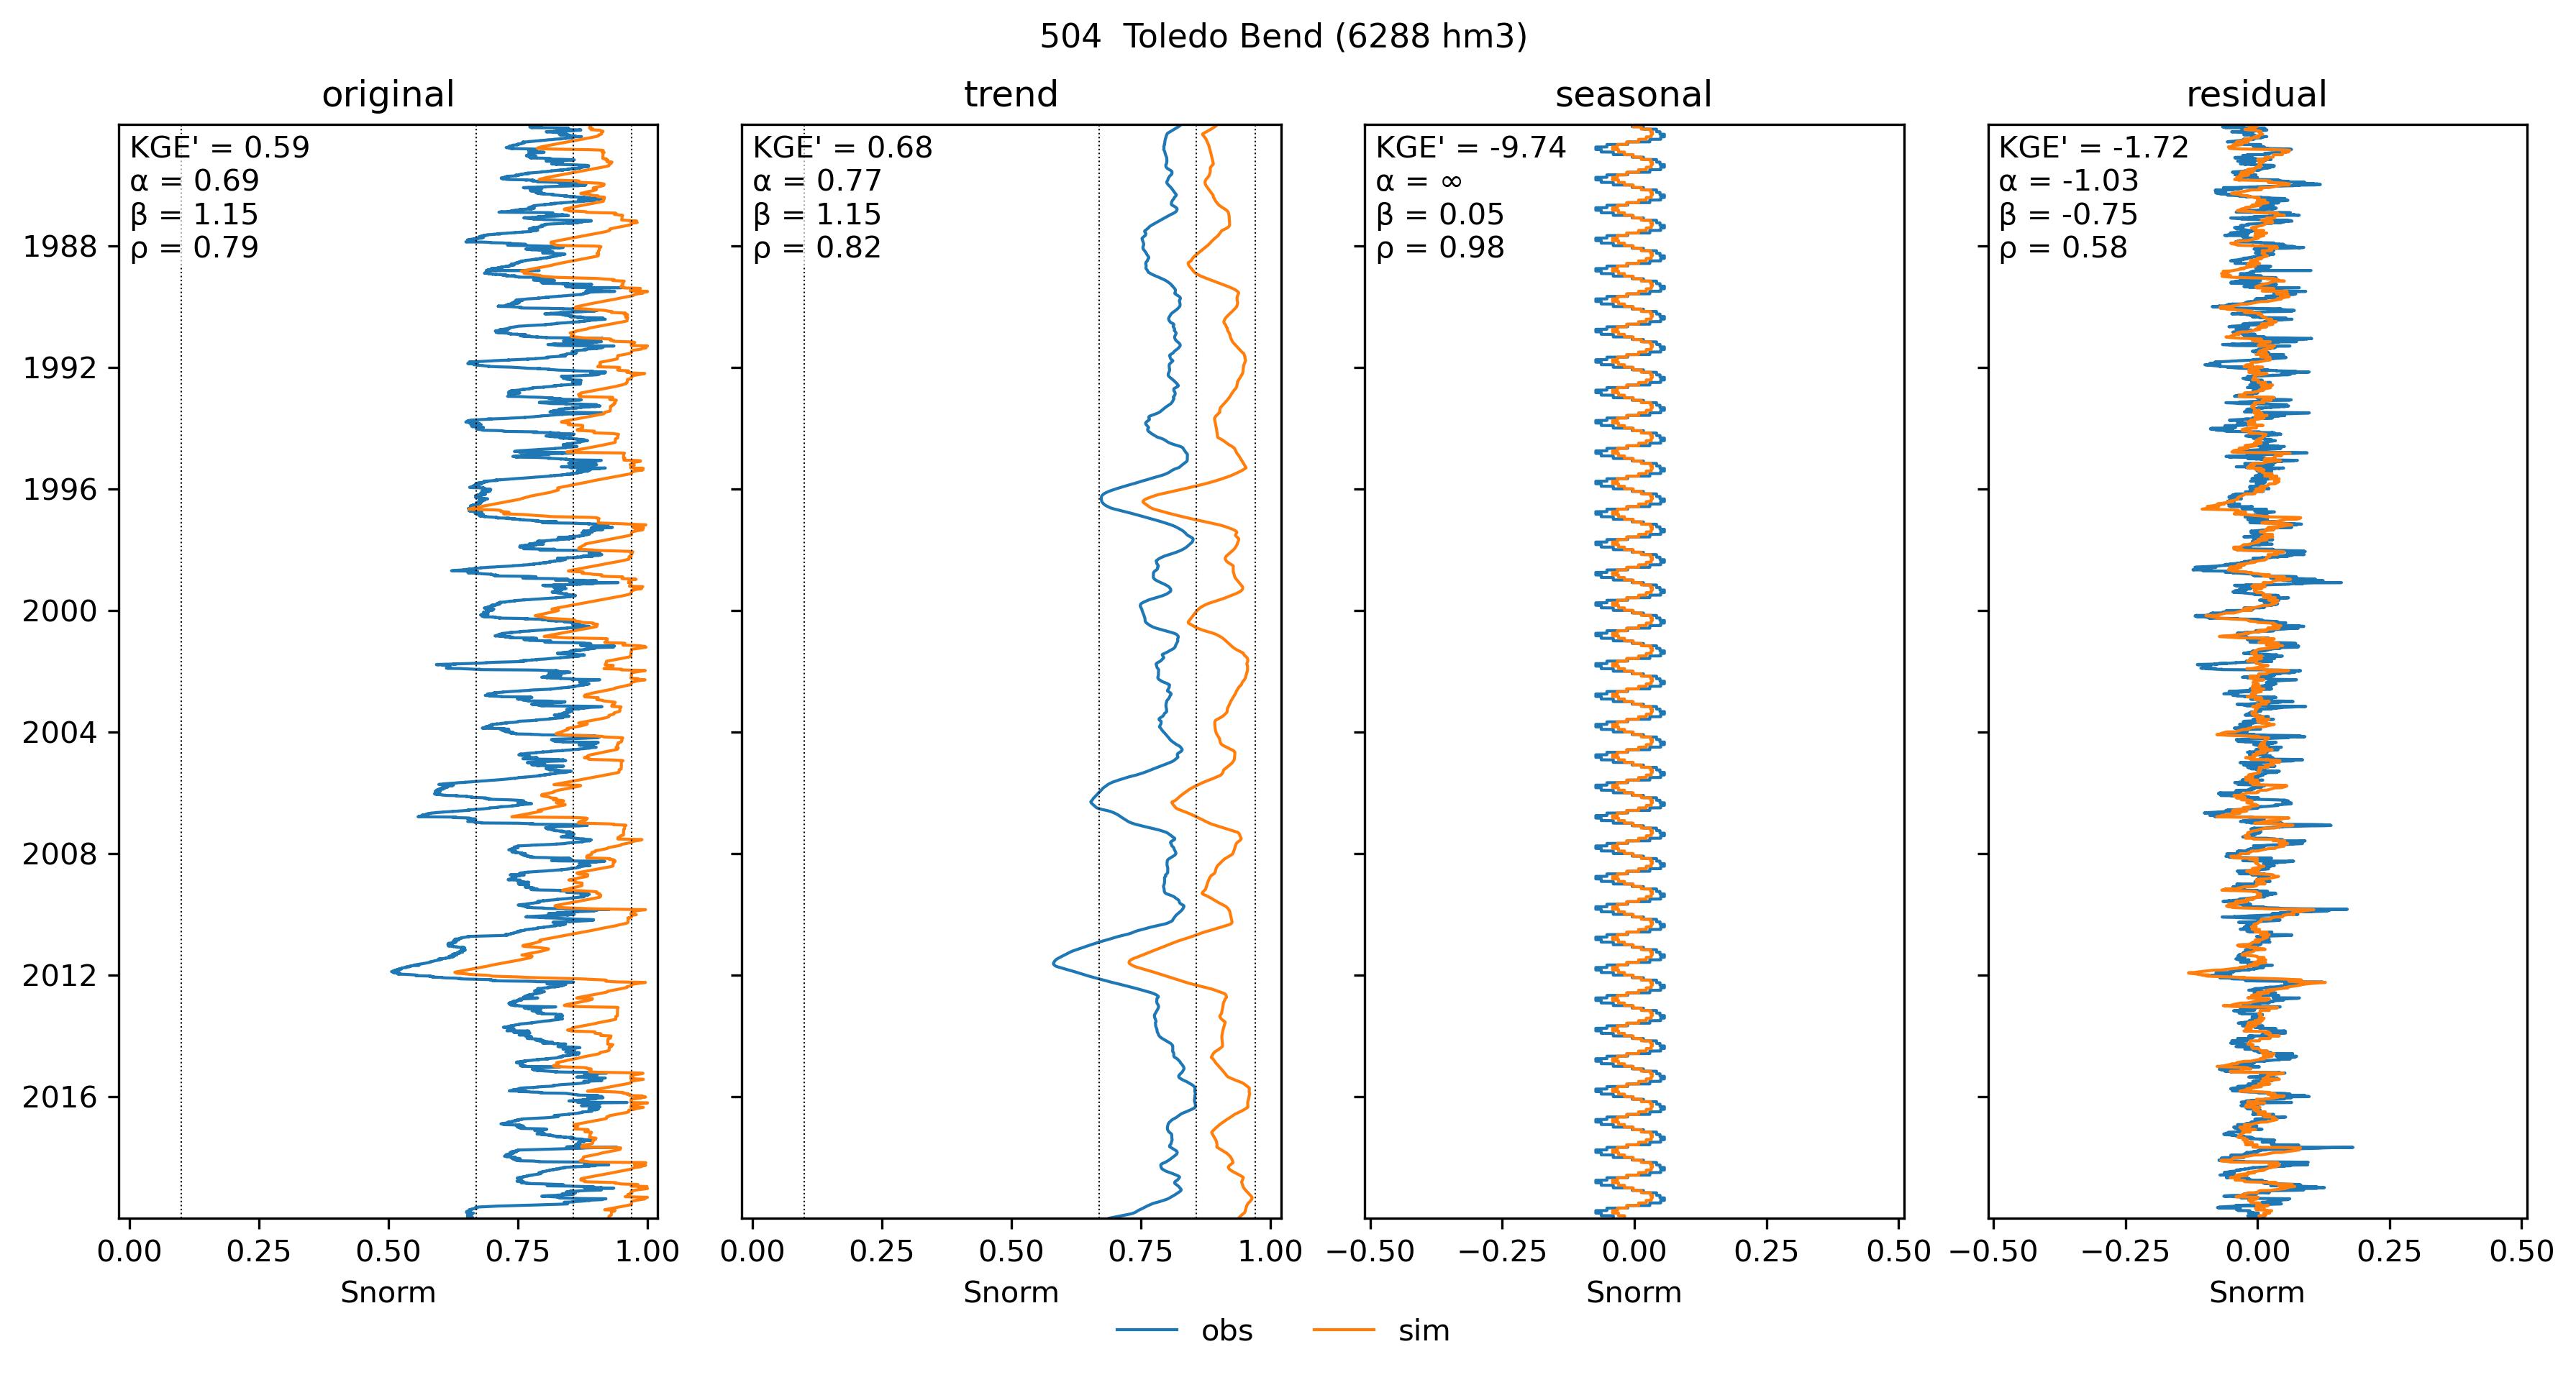 504  Toledo Bend (6288 hm3)
original
trend
seasonal
residual
KGE' = 0.59
α = 0.69
β = 1.15
ρ = 0.79
KGE' = 0.68
α = 0.77
β = 1.15
ρ = 0.82
KGE' = -9.74
α = ∞
β = 0.05
ρ = 0.98
KGE' = -1.72
α = -1.03
β = -0.75
ρ = 0.58
1988
1992
1996
2000
2004
2008
2012
2016
0.00 0.25 0.50 0.75 1.00
0.00 0.25 0.50 0.75 1.00
−0.50 −0.25 0.00 0.25 0.50
−0.50 −0.25 0.00 0.25 0.50
Snorm
Snorm
Snorm
Snorm
obs
sim